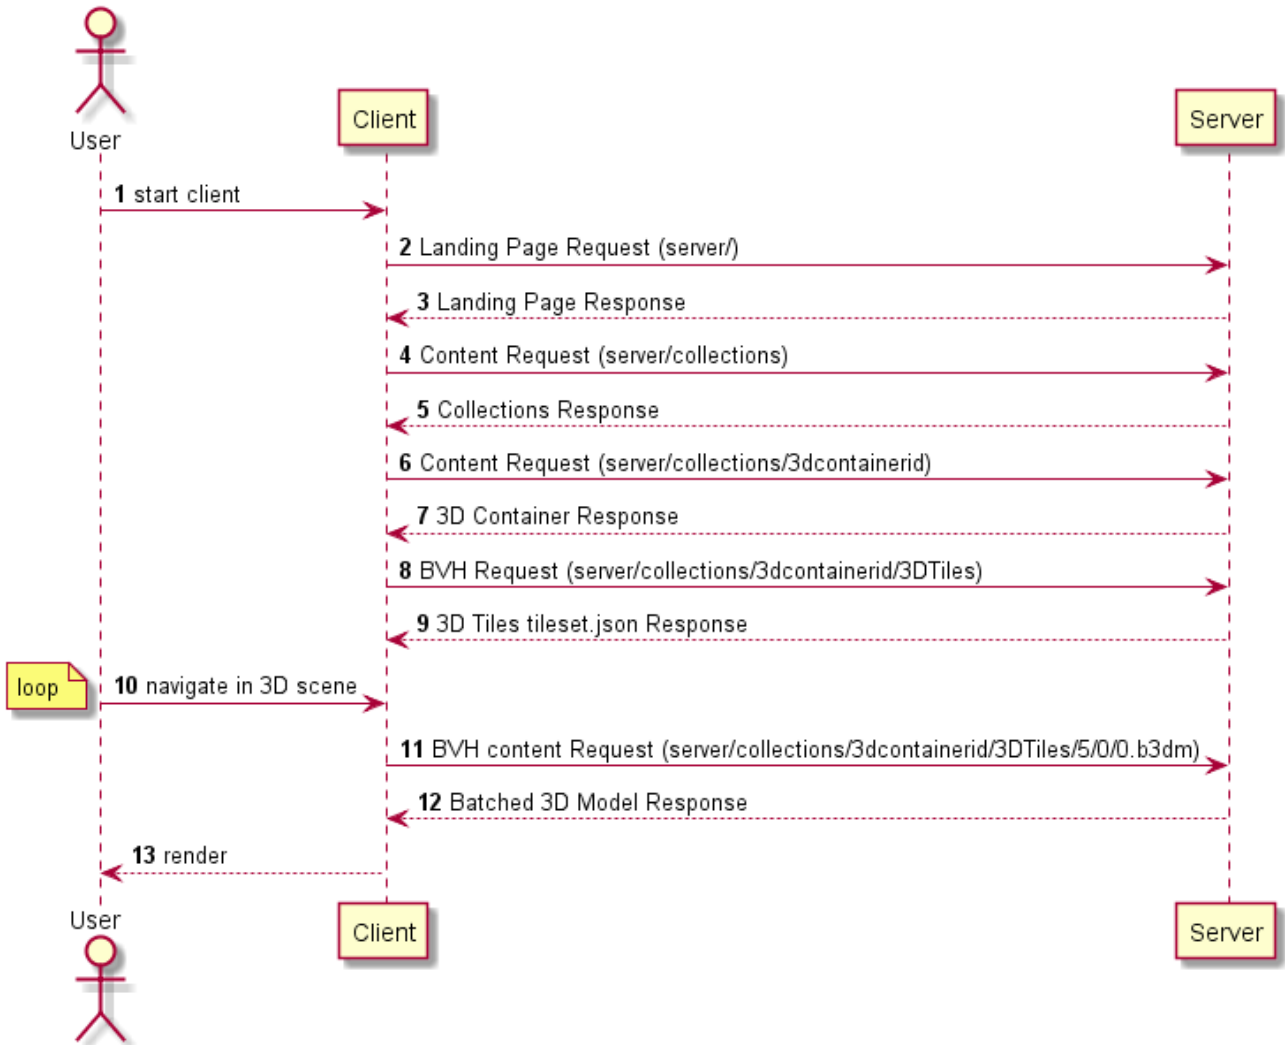 User
Client
Server
1 start client
2 Landing Page Request (server/)
3 Landing Page Response
4 Content Request (server/collections)
5 Collections Response
6 Content Request (server/collections/3dcontainerid)
7 3D Container Response
8 BVH Request (server/collections/3dcontainerid/3DTiles)
9 3D Tiles tileset.json Response
loop
10 navigate in 3D scene
11 BVH content Request (server/collections/3dcontainerid/3DTiles/5/0/0.b3dm)
12 Batched 3D Model Response
13 render
User
Client
Server